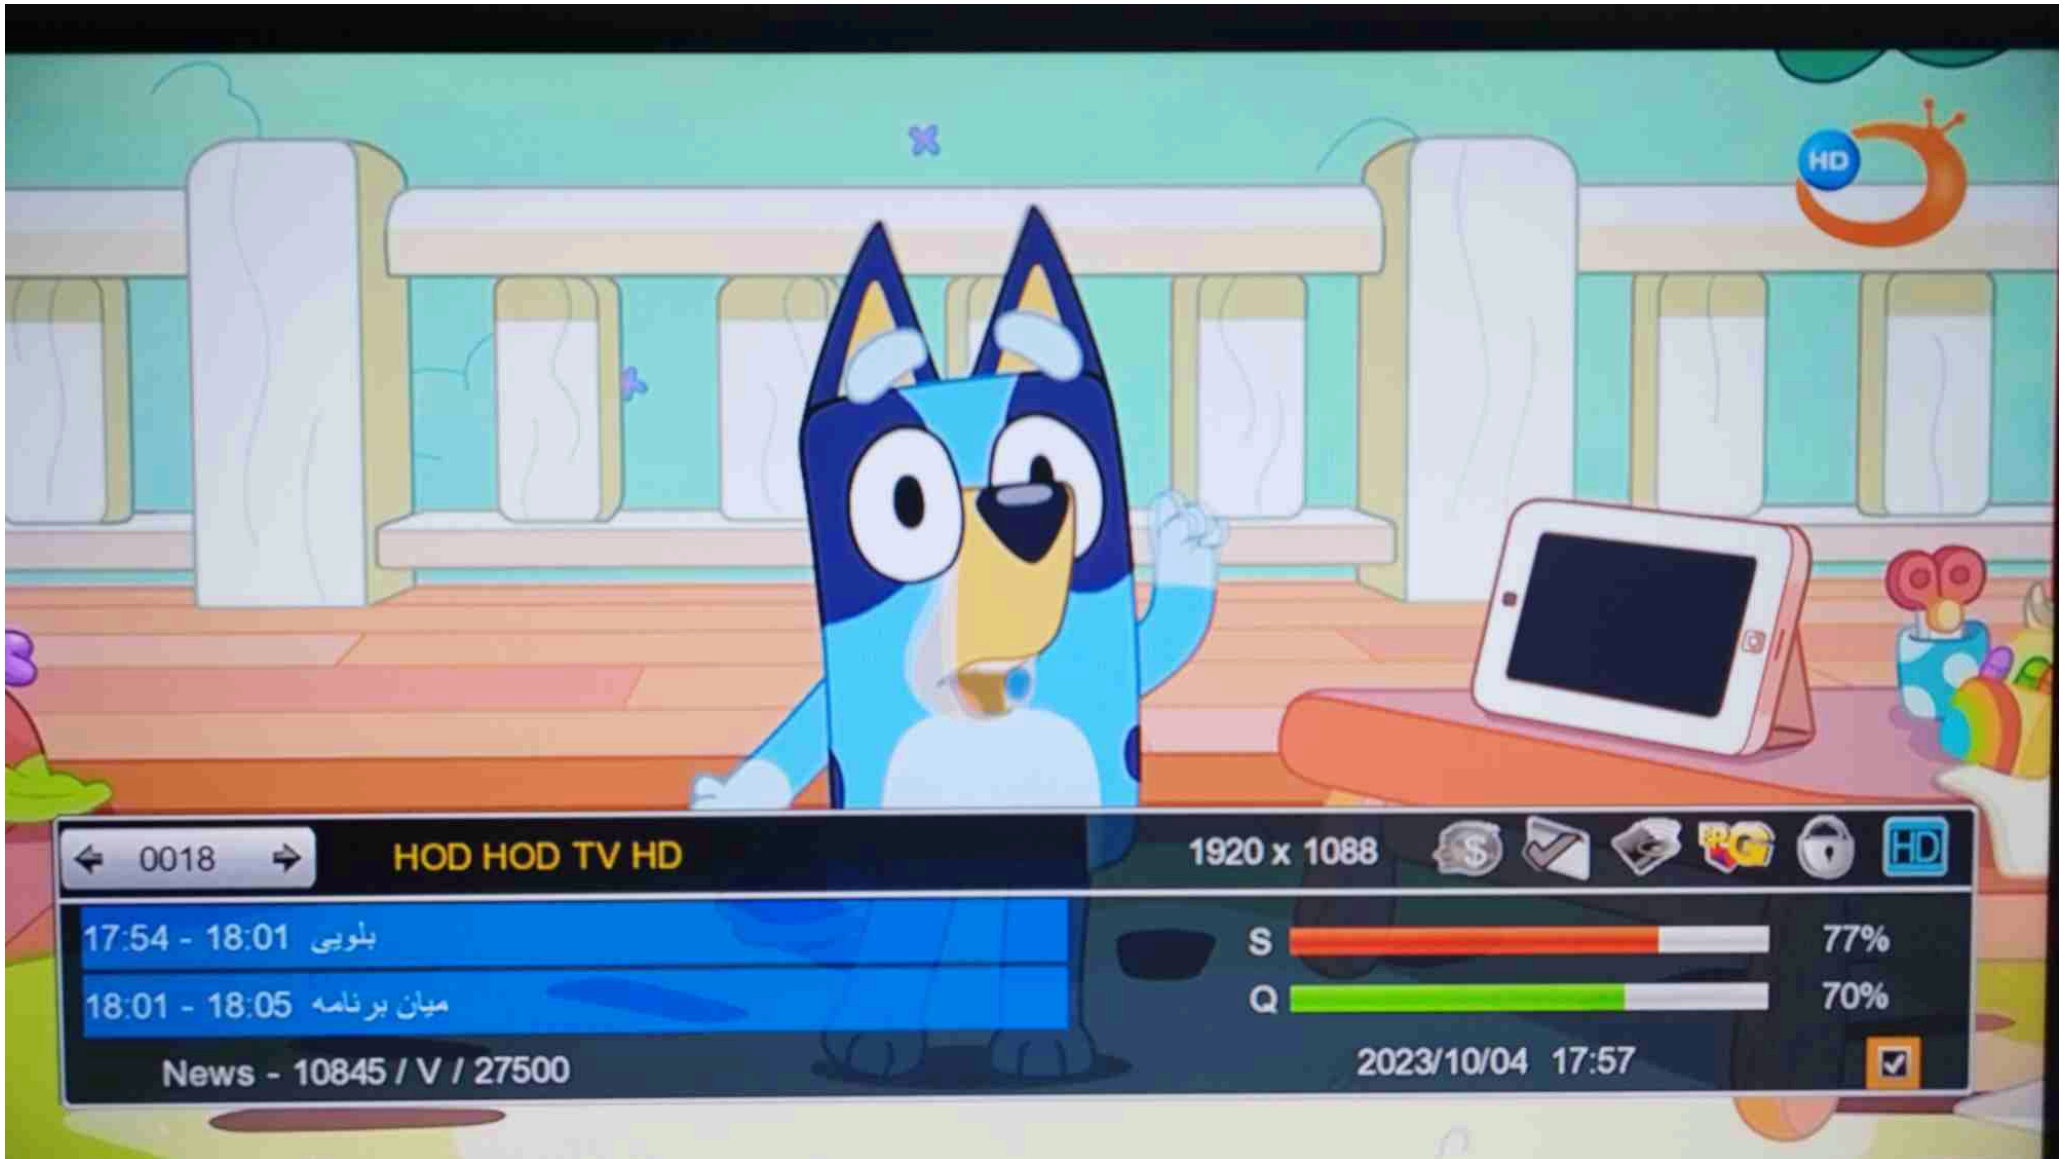 HD
0018 HOD HOD TV HD 1920 x 1088 $ EPG HD
17:54 - 18:01 بلویی
S 77%
18:01 - 18:05 میان برنامه
Q 70%
News - 10845 / V / 27500
2023/10/04 17:57